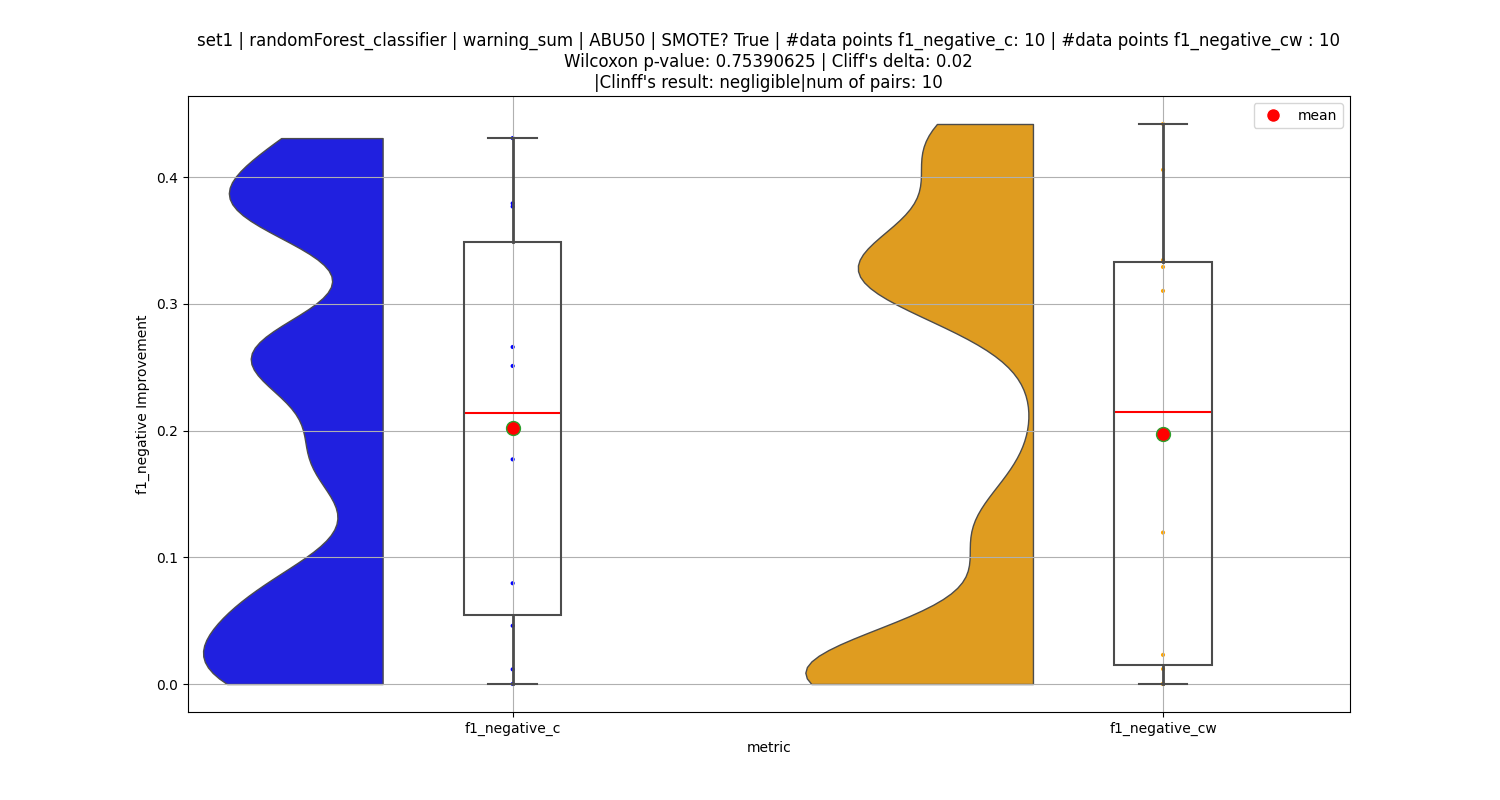 set1 | randomForest_classifier | warning_sum | ABU50 | SMOTE? True | #data points f1_negative_c: 10 | #data points f1_negative_cw : 10
Wilcoxon p-value: 0.75390625 | Cliff's delta: 0.02
|Clinff's result: negligible|num of pairs: 10
mean
0.4
0.3
0.2
0.1
0.0
f1_negative Improvement
f1_negative_c
f1_negative_cw
metric